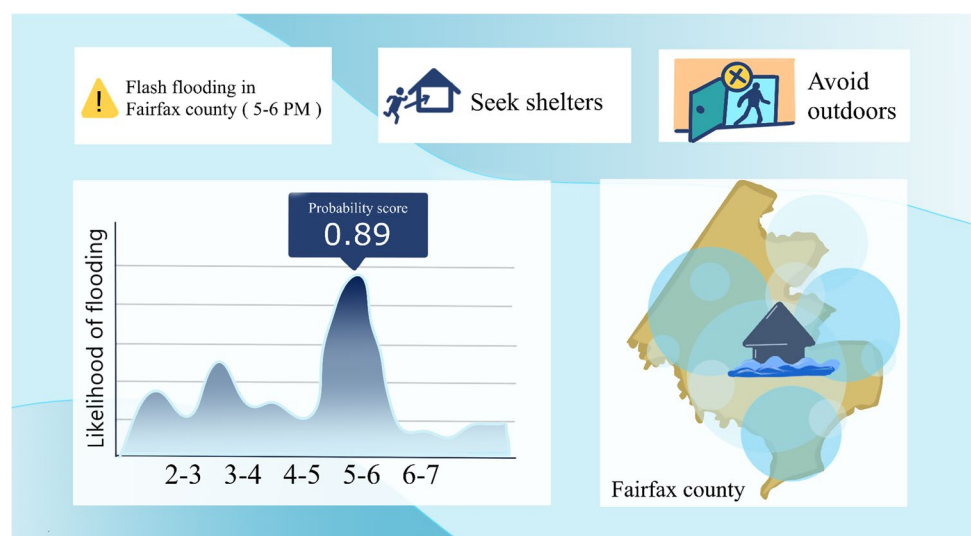 Flash flooding in
Fairfax county ( 5-6 PM )
Seek shelters
Avoid
outdoors
Probability score
0.89
Likelihood of flooding
2-3 3-4 4-5 5-6 6-7
Fairfax county